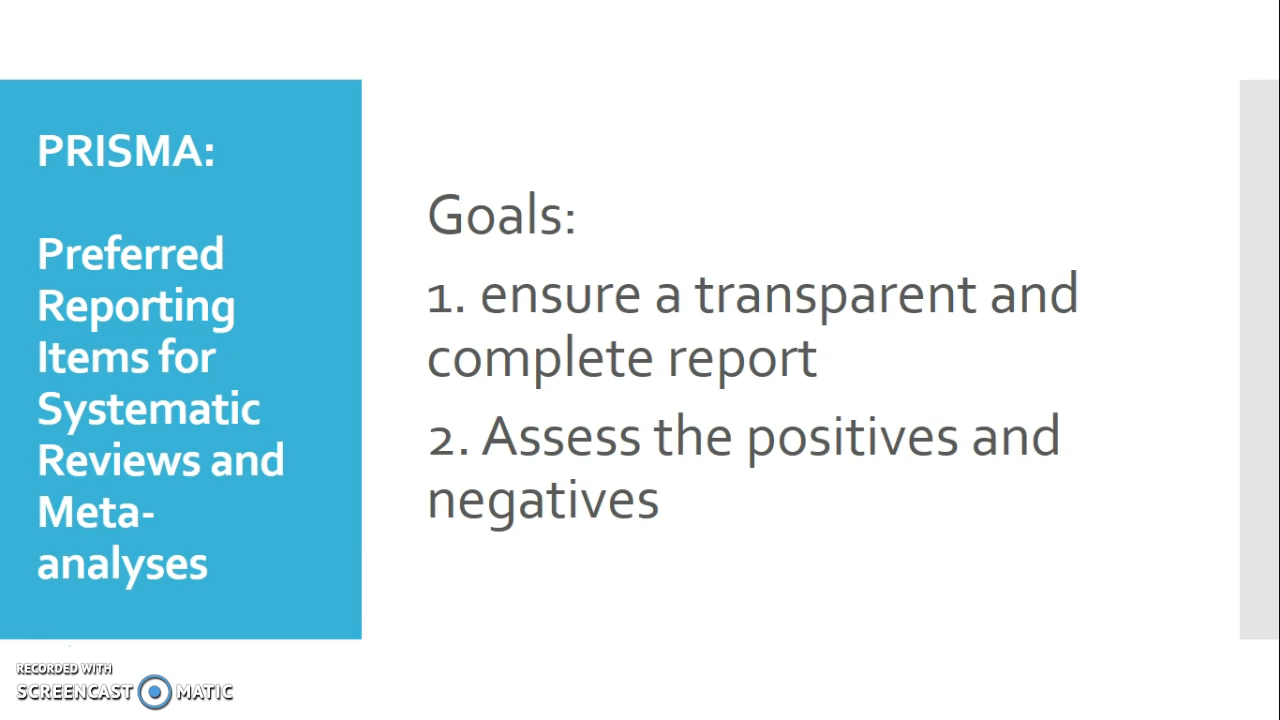 PRISMA:
Preferred
Reporting
Items for
Systematic
Reviews and
Meta-
analyses
Goals:
1. ensure a transparent and
complete report
2. Assess the positives and
negatives
RECORDED WITH
SCREENCAST MATIC